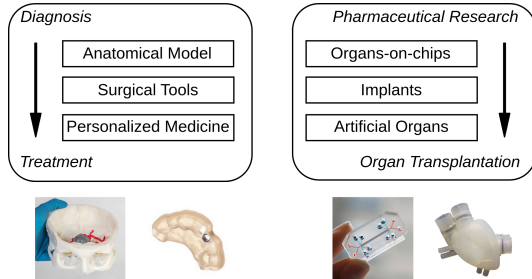 Diagnosis
Anatomical Model
Surgical Tools
Personalized Medicine
Treatment
Pharmaceutical Research
Organs-on-chips
Implants
Artificial Organs
Organ Transplantation